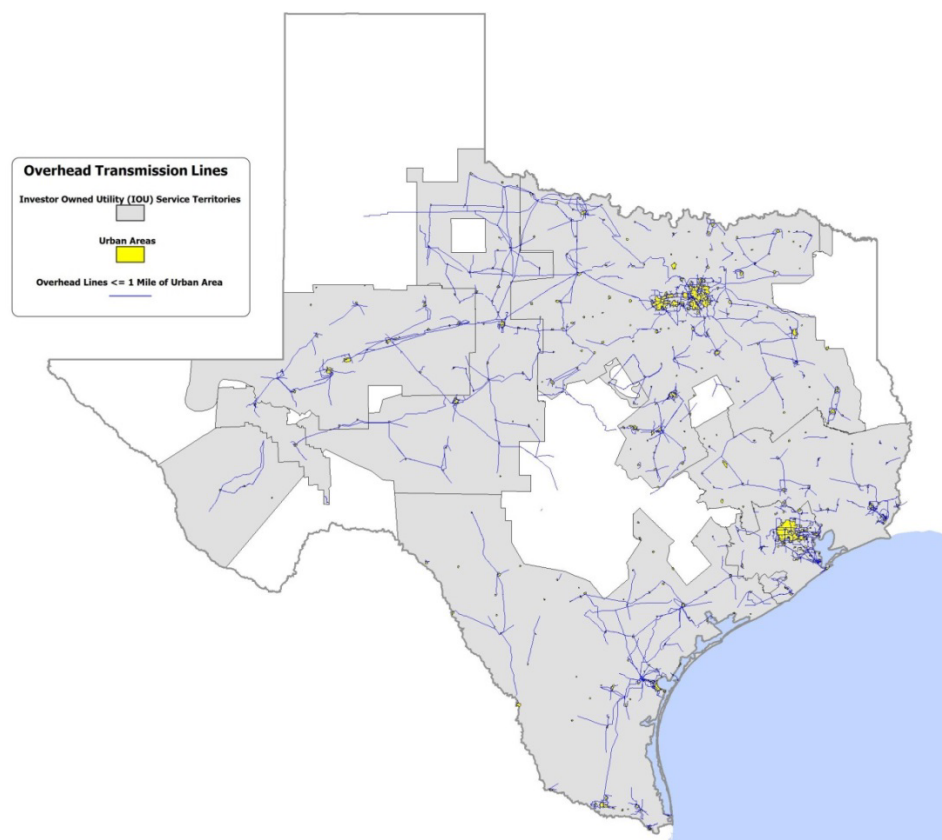 Overhead Transmission Lines
Investor Owned Utility (IOU) Service Territories
Urban Areas
Overhead Lines <= 1 Mile of Urban Area